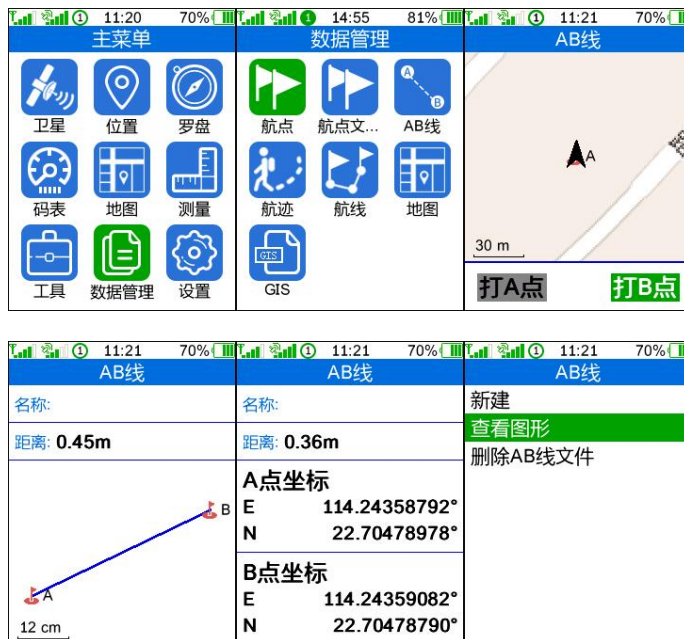 11:20 70%
主菜单
卫星 位置 罗盘
码表 地图 测量
工具 数据管理 设置
1 14:55 81%
数据管理
航点 航点文... AB线
A
B
航迹 航线 地图
GIS
GIS
1 11:21 70%
AB线
A
30 m
打A点 打B点
1 11:21 70%
AB线
名称:
距离: 0.45m
B
A
12 cm
1 11:21 70%
AB线
名称:
距离: 0.36m
A点坐标
E 114.24358792°
N 22.70478978°
B点坐标
E 114.24359082°
N 22.70478790°
1 11:21 70%
AB线
新建
查看图形
删除AB线文件